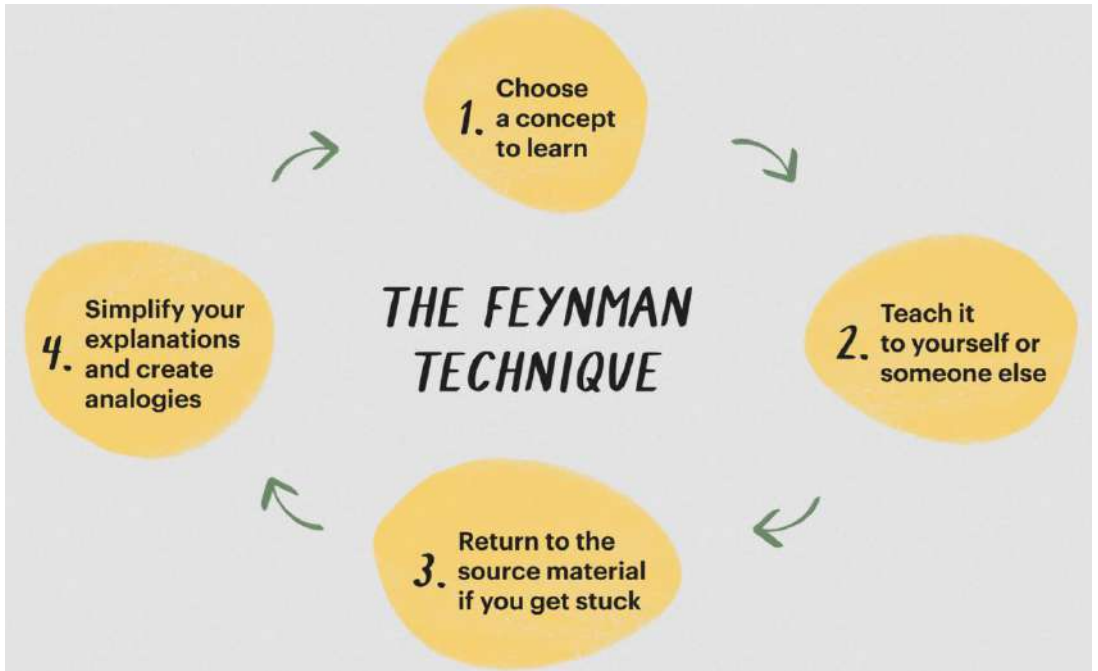 1. Choose
a concept
to learn
THE FEYNMAN
TECHNIQUE
2. Teach it
to yourself or
someone else
3. Return to the
source material
if you get stuck
4. Simplify your
explanations
and create
analogies